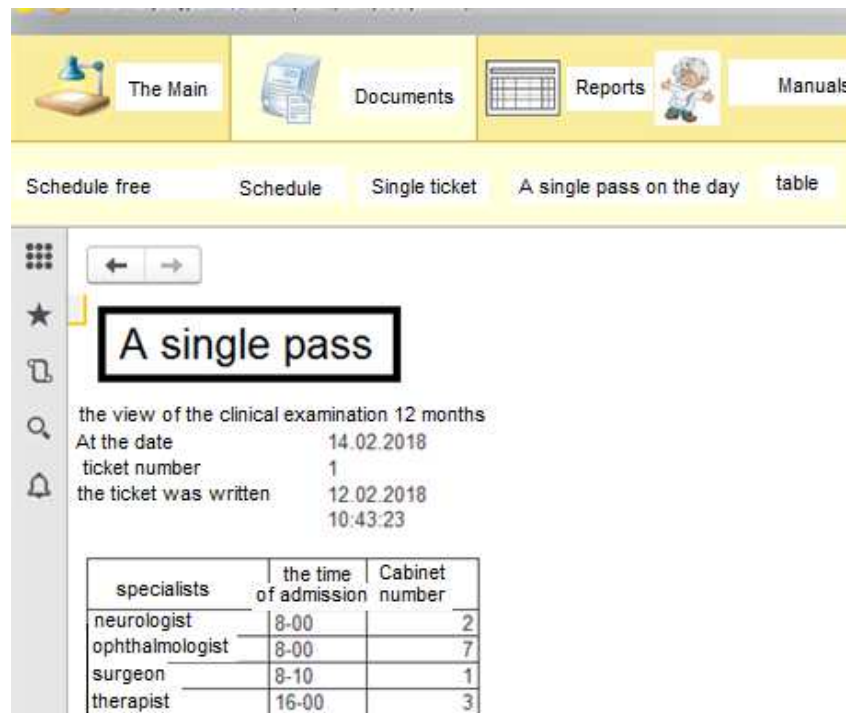 The Main Documents Reports Manuals
Schedule free Schedule Single ticket A single pass on the day table
A single pass
the view of the clinical examination 12 months
At the date 14.02.2018
ticket number 1
the ticket was written 12.02.2018
10:43:23
specialists the time of admission Cabinet number
neurologist 8-00 2
ophthalmologist 8-00 7
surgeon 8-10 1
therapist 16-00 3